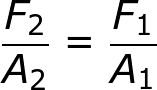 F₂/A₂ = F₁/A₁